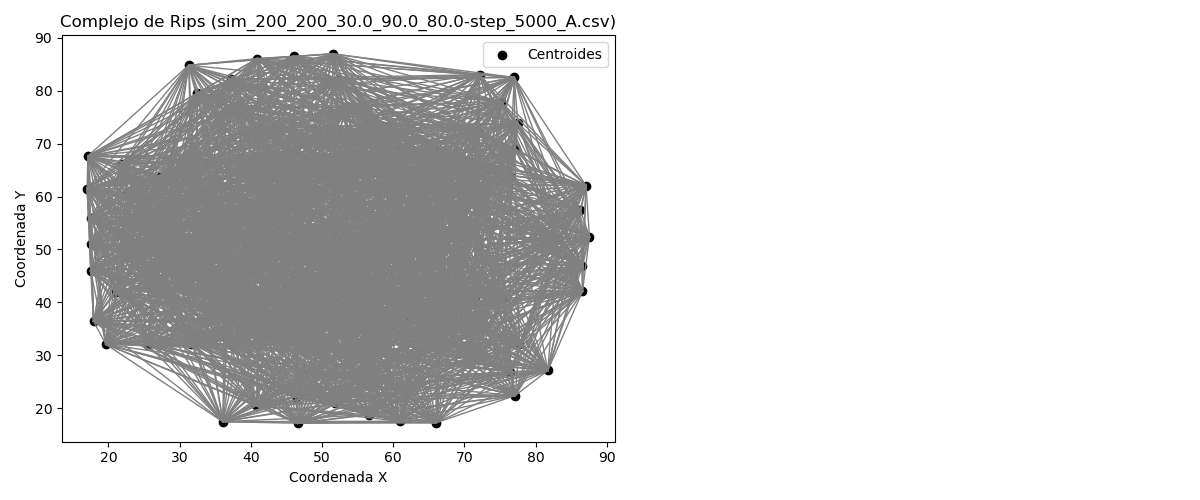 Complejo de Rips (sim_200_200_30.0_90.0_80.0-step_5000_A.csv)
Centroides
90
80
70
60
50
40
30
20
Coordenada Y
20 30 40 50 60 70 80 90
Coordenada X